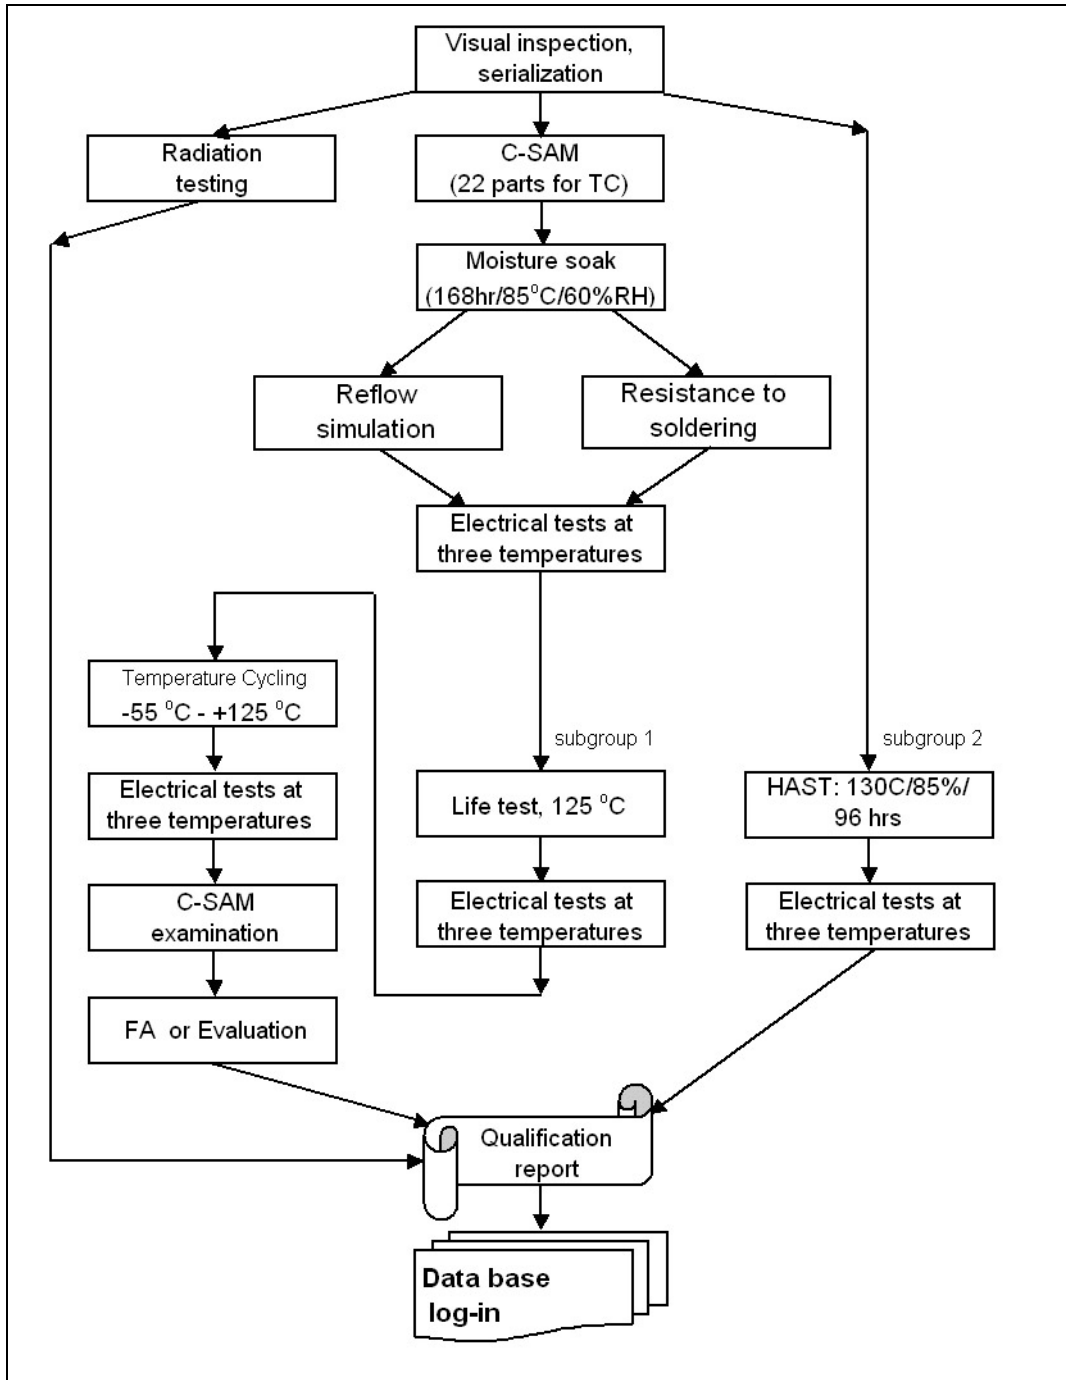 Visual inspection,
serialization
Radiation
testing
C-SAM
(22 parts for TC)
Moisture soak
(168hr/85°C/60%RH)
Reflow
simulation
Resistance to
soldering
Electrical tests at
three temperatures
Temperature Cycling
-55 °C - +125 °C
Electrical tests at
three temperatures
C-SAM
examination
FA or Evaluation
subgroup 1
Life test, 125 °C
Electrical tests at
three temperatures
subgroup 2
HAST: 130C/85%/
96 hrs
Electrical tests at
three temperatures
Qualification
report
Data base
log-in